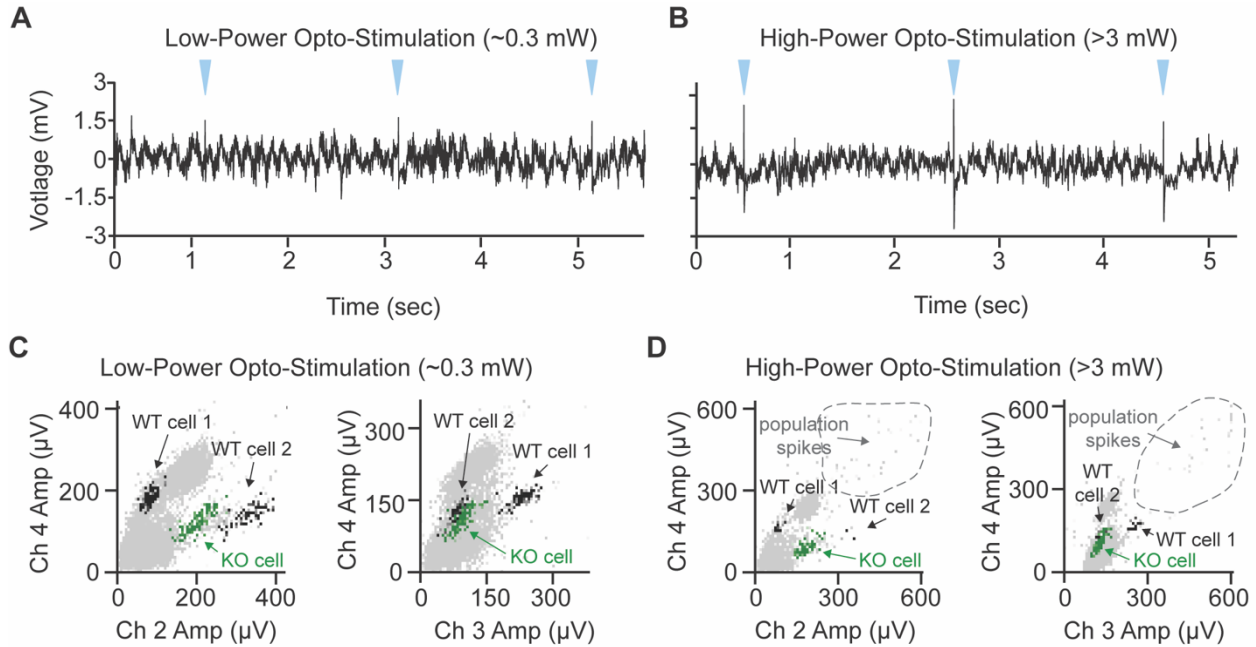 A
Low-Power Opto-Stimulation (~0.3 mW)
Votlage (mV)
3
1.5
0
-1.5
-3
0
1
2
3
4
5
Time (sec)
B
High-Power Opto-Stimulation (>3 mW)
0
1
2
3
4
5
Time (sec)
C
Low-Power Opto-Stimulation (~0.3 mW)
Ch 4 Amp (µV)
400
200
0
WT cell 1
WT cell 2
KO cell
0
200
400
Ch 2 Amp (µV)
Ch 4 Amp (µV)
300
150
0
WT cell 2
WT cell 1
KO cell
0
150
300
Ch 3 Amp (µV)
D
High-Power Opto-Stimulation (>3 mW)
Ch 4 Amp (µV)
600
300
0
population
spikes
WT cell 1
WT cell 2
KO cell
0
300
600
Ch 2 Amp (µV)
Ch 4 Amp (µV)
600
300
0
population
spikes
WT
cell 2
WT cell 1
KO cell
0
300
600
Ch 3 Amp (µV)